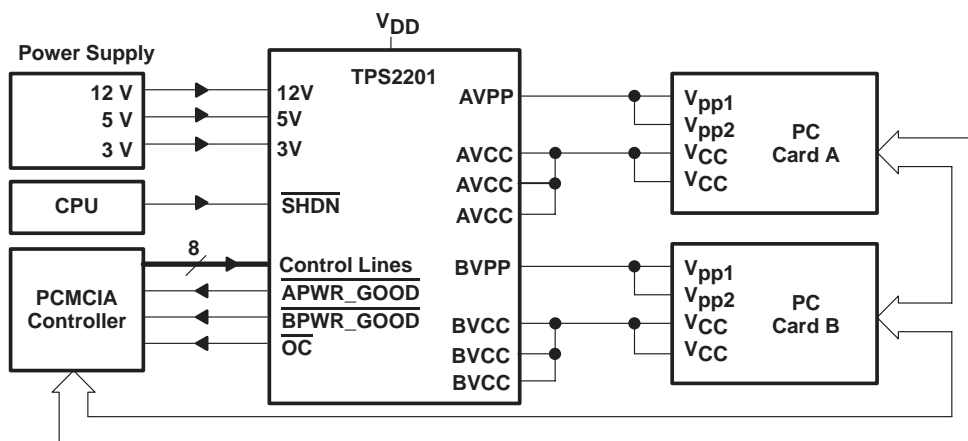 VDD
Power Supply
12 V
5 V
3 V
CPU
PCMCIA
Controller
8
TPS2201
12V
5V
3V
SHDN
Control Lines
APWR_GOOD
BPWR_GOOD
OC
AVPP
AVCC
AVCC
AVCC
BVPP
BVCC
BVCC
BVCC
Vpp1
Vpp2
VCC
VCC
PC
Card A
Vpp1
Vpp2
VCC
VCC
PC
Card B